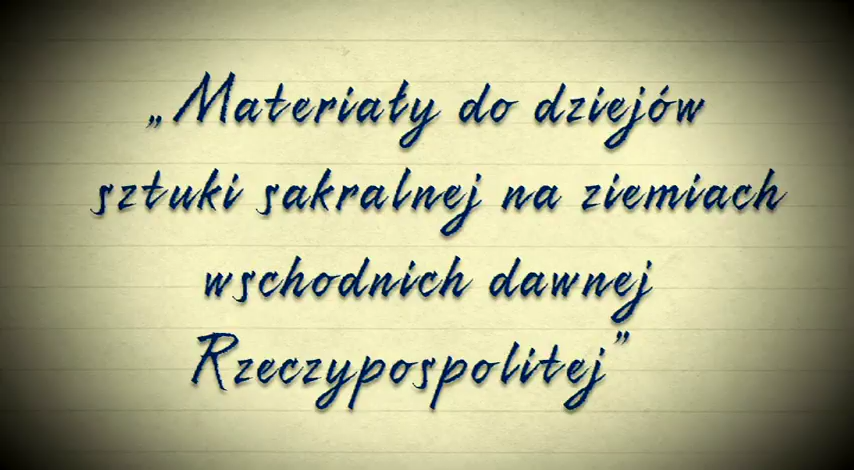 „Materiały do dziejów
sztuki sakralnej na ziemiach
wschodnich dawnej
Rzeczypospolitej”